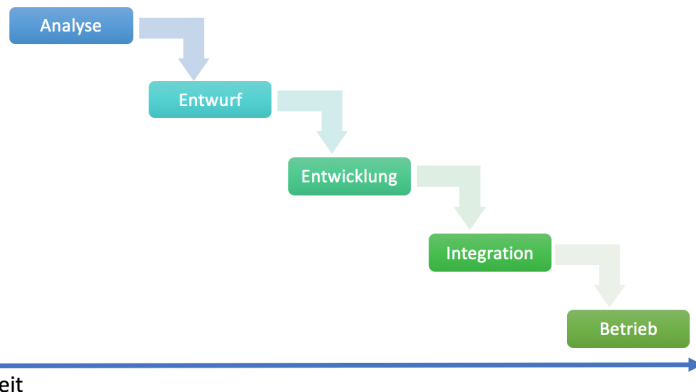 Analyse
Entwurf
Entwicklung
Integration
Betrieb
eit